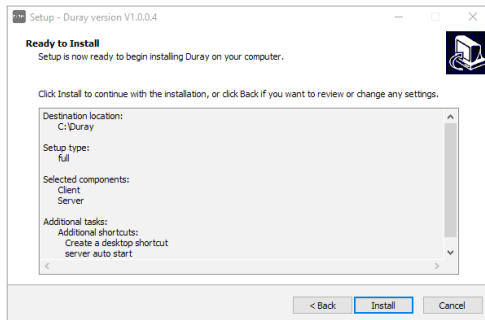 Setup - Duray version V1.0.0.4
Ready to Install
Setup is now ready to begin installing Duray on your computer.
Click Install to continue with the installation, or click Back if you want to review or change any settings.
Destination location:
C:\Duray
Setup type:
full
Selected components:
Client
Server
Additional tasks:
Additional shortcuts:
Create a desktop shortcut
server auto start
< Back Install Cancel